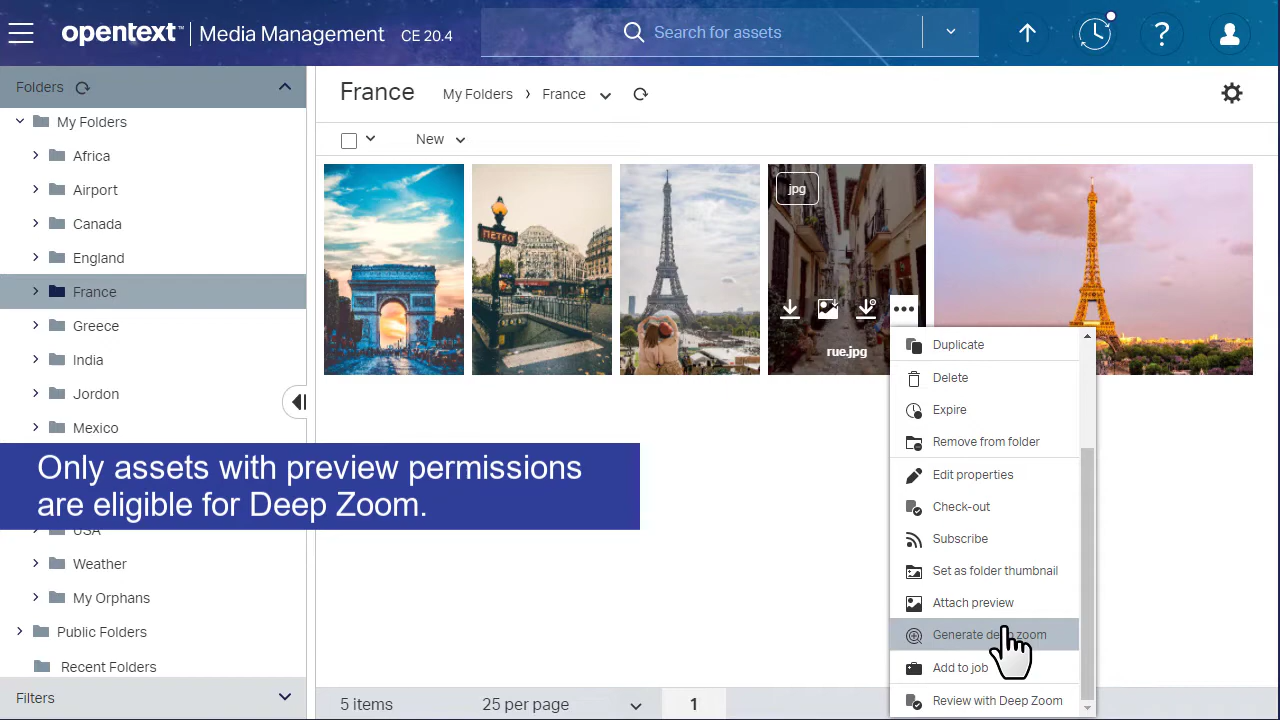 opentext™ | Media Management CE 20.4
Search for assets
Folders
My Folders
Africa
Airport
Canada
England
France
Greece
India
Jordon
Mexico
USA
Weather
My Orphans
Public Folders
Recent Folders
Filters
France
My Folders › France
New
METRO
jpg
rue.jpg
Duplicate
Delete
Expire
Remove from folder
Edit properties
Check-out
Subscribe
Set as folder thumbnail
Attach preview
Generate deep zoom
Add to job
Review with Deep Zoom
Only assets with preview permissions
are eligible for Deep Zoom.
5 items
25 per page
1